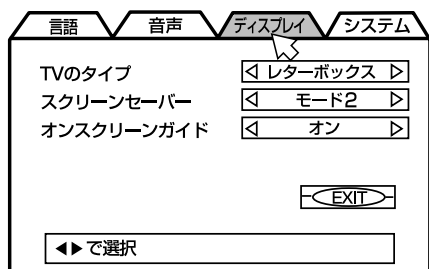 言語 音声 ディスプレイ システム
TVのタイプ ◁ レターボックス ▷
スクリーンセーバー ◁ モード2 ▷
オンスクリーンガイド ◁ オン ▷
EXIT
◀▶で選択